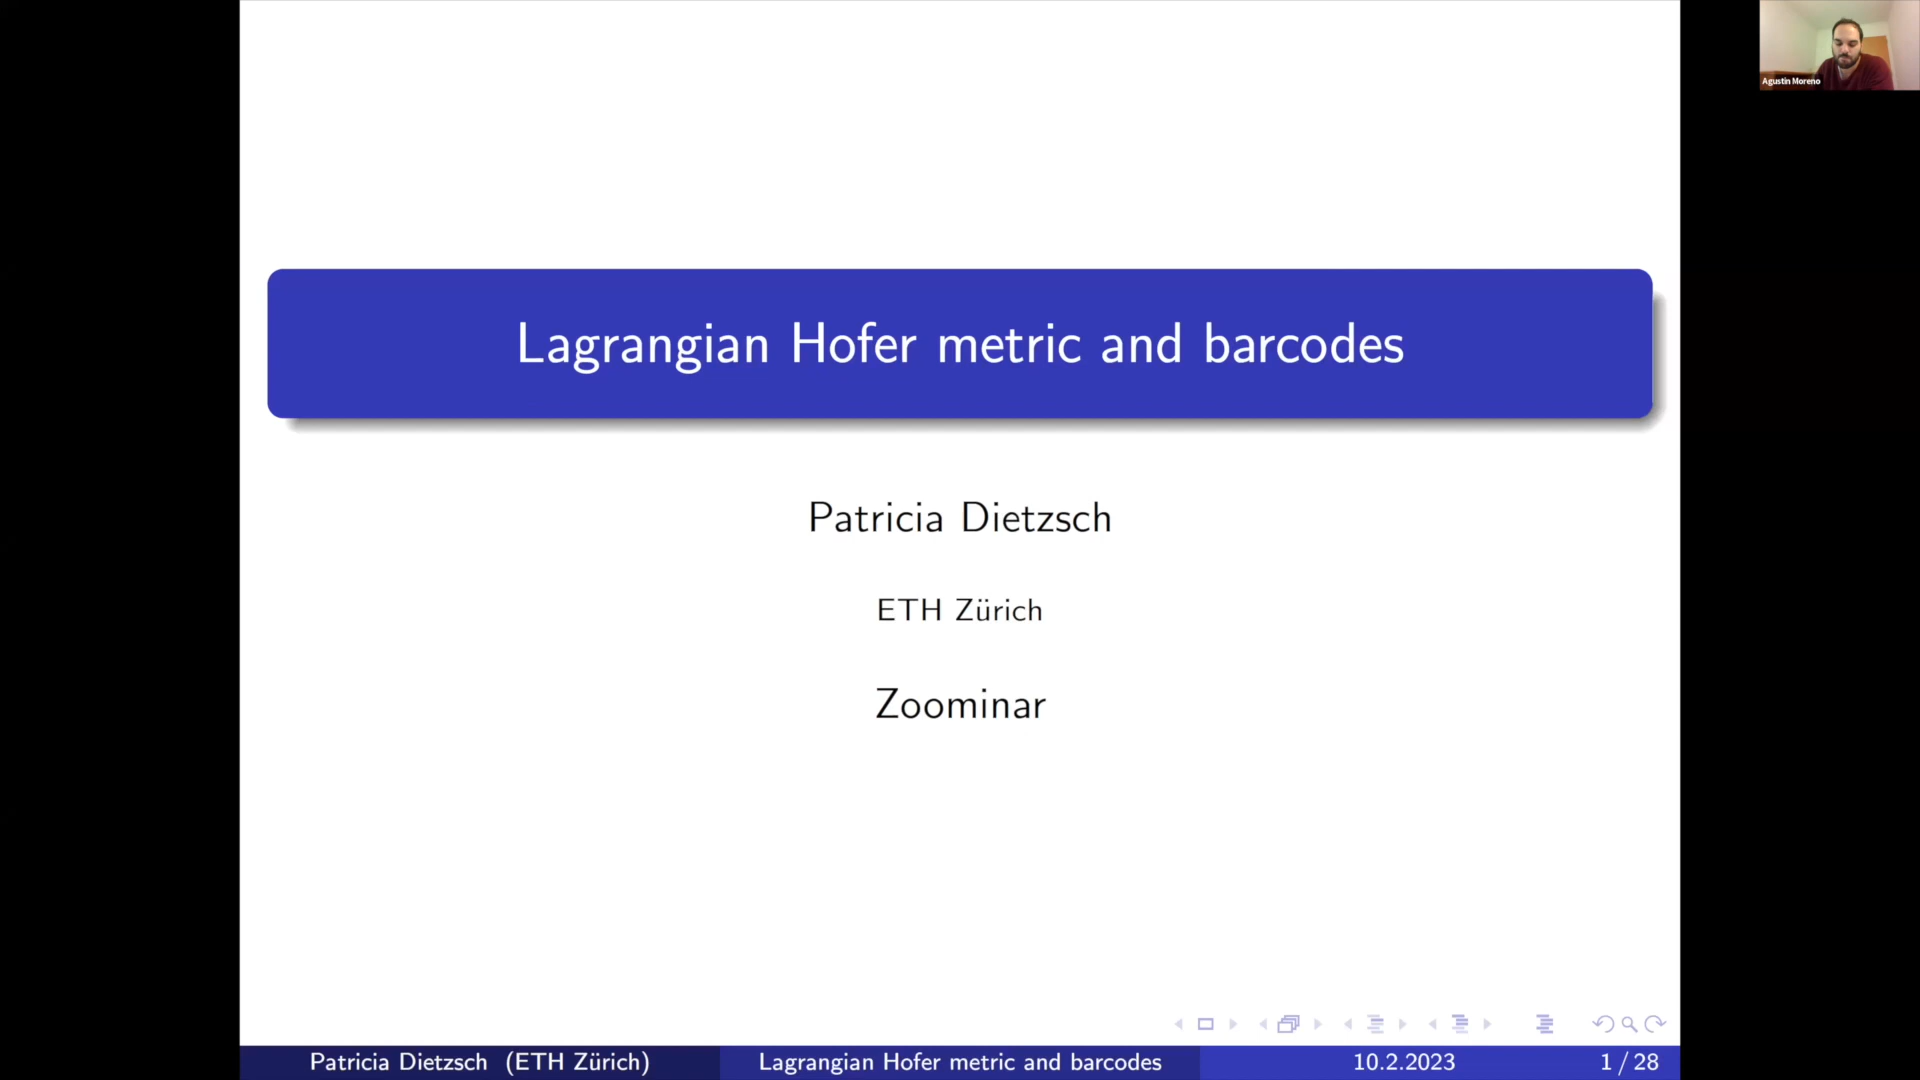 Agustin Moreno
Lagrangian Hofer metric and barcodes
Patricia Dietzsch
ETH Zürich
Zoominar
Patricia Dietzsch (ETH Zürich) Lagrangian Hofer metric and barcodes 10.2.2023 1 / 28